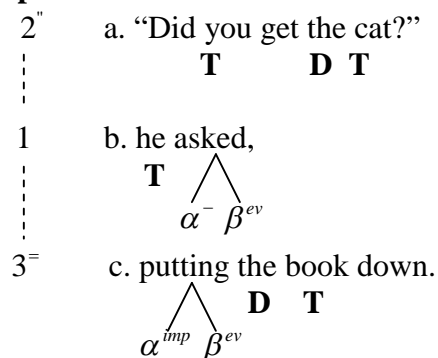 2" a. “Did you get the cat?”
T D T
1 b. he asked,
T
α⁻ β^{ev}
3⁼ c. putting the book down.
D T
α^{imp} β^{ev}